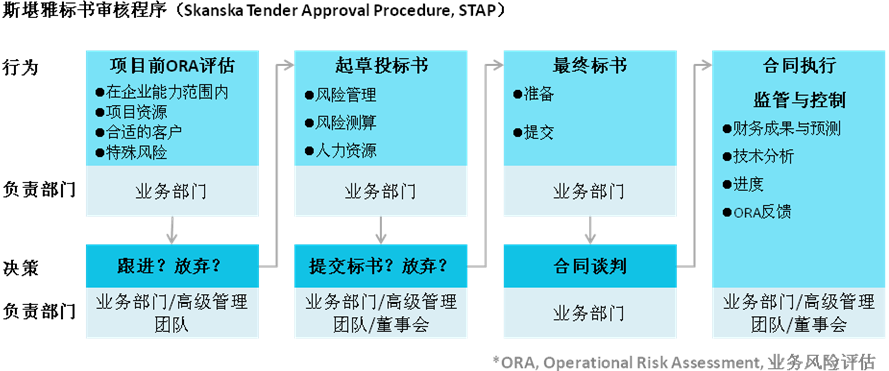 斯堪雅标书审核程序（Skanska Tender Approval Procedure, STAP）
行为
项目前ORA评估
●在企业能力范围内
●项目资源
●合适的客户
●特殊风险
起草投标书
●风险管理
●风险测算
●人力资源
最终标书
●准备
●提交
合同执行
监管与控制
●财务成果与预测
●技术分析
●进度
●ORA反馈
负责部门
业务部门
业务部门
业务部门
决策
跟进？放弃？
提交标书？放弃？
合同谈判
负责部门
业务部门/高级管理
团队
业务部门/高级管理
团队/董事会
业务部门
业务部门/高级管理
团队/董事会
*ORA, Operational Risk Assessment, 业务风险评估